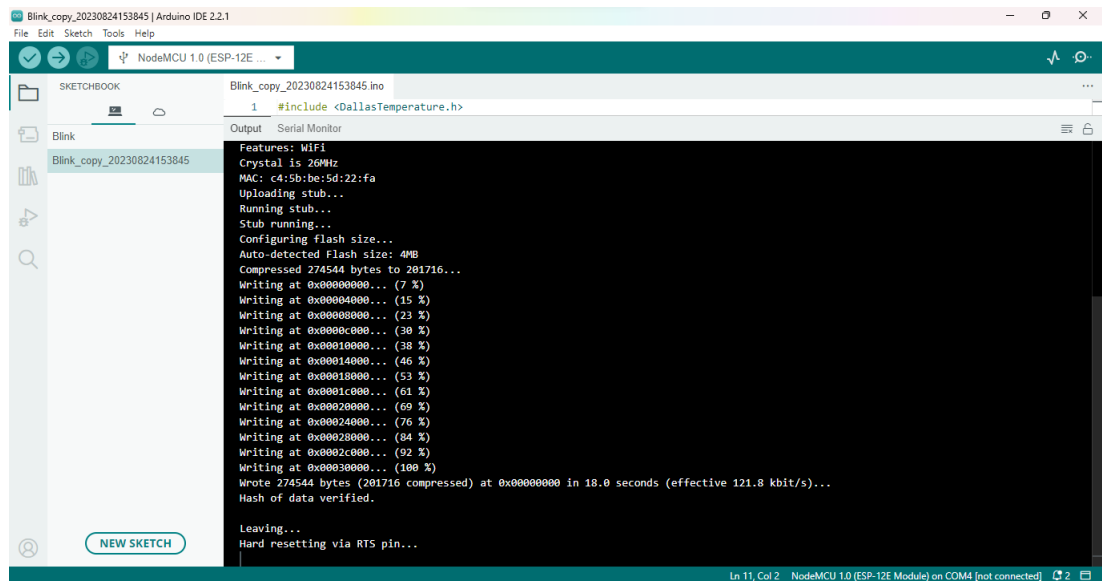 Blink_copy_20230824153845 | Arduino IDE 2.2.1
File Edit Sketch Tools Help
NodeMCU 1.0 (ESP-12E ...
SKETCHBOOK
Blink_copy_20230824153845.ino
1 #include <DallasTemperature.h>
Output Serial Monitor
Blink
Blink_copy_20230824153845
Features: WiFi
Crystal is 26MHz
MAC: c4:5b:be:5d:22:fa
Uploading stub...
Running stub...
Stub running...
Configuring flash size...
Auto-detected Flash size: 4MB
Compressed 274544 bytes to 201716...
Writing at 0x00000000... (7 %)
Writing at 0x00004000... (15 %)
Writing at 0x00008000... (23 %)
Writing at 0x0000c000... (30 %)
Writing at 0x00010000... (38 %)
Writing at 0x00014000... (46 %)
Writing at 0x00018000... (53 %)
Writing at 0x0001c000... (61 %)
Writing at 0x00020000... (69 %)
Writing at 0x00024000... (76 %)
Writing at 0x00028000... (84 %)
Writing at 0x0002c000... (92 %)
Writing at 0x00030000... (100 %)
Wrote 274544 bytes (201716 compressed) at 0x00000000 in 18.0 seconds (effective 121.8 kbit/s)...
Hash of data verified.
Leaving...
Hard resetting via RTS pin...
NEW SKETCH
Ln 11, Col 2 NodeMCU 1.0 (ESP-12E Module) on COM4 [not connected] 2